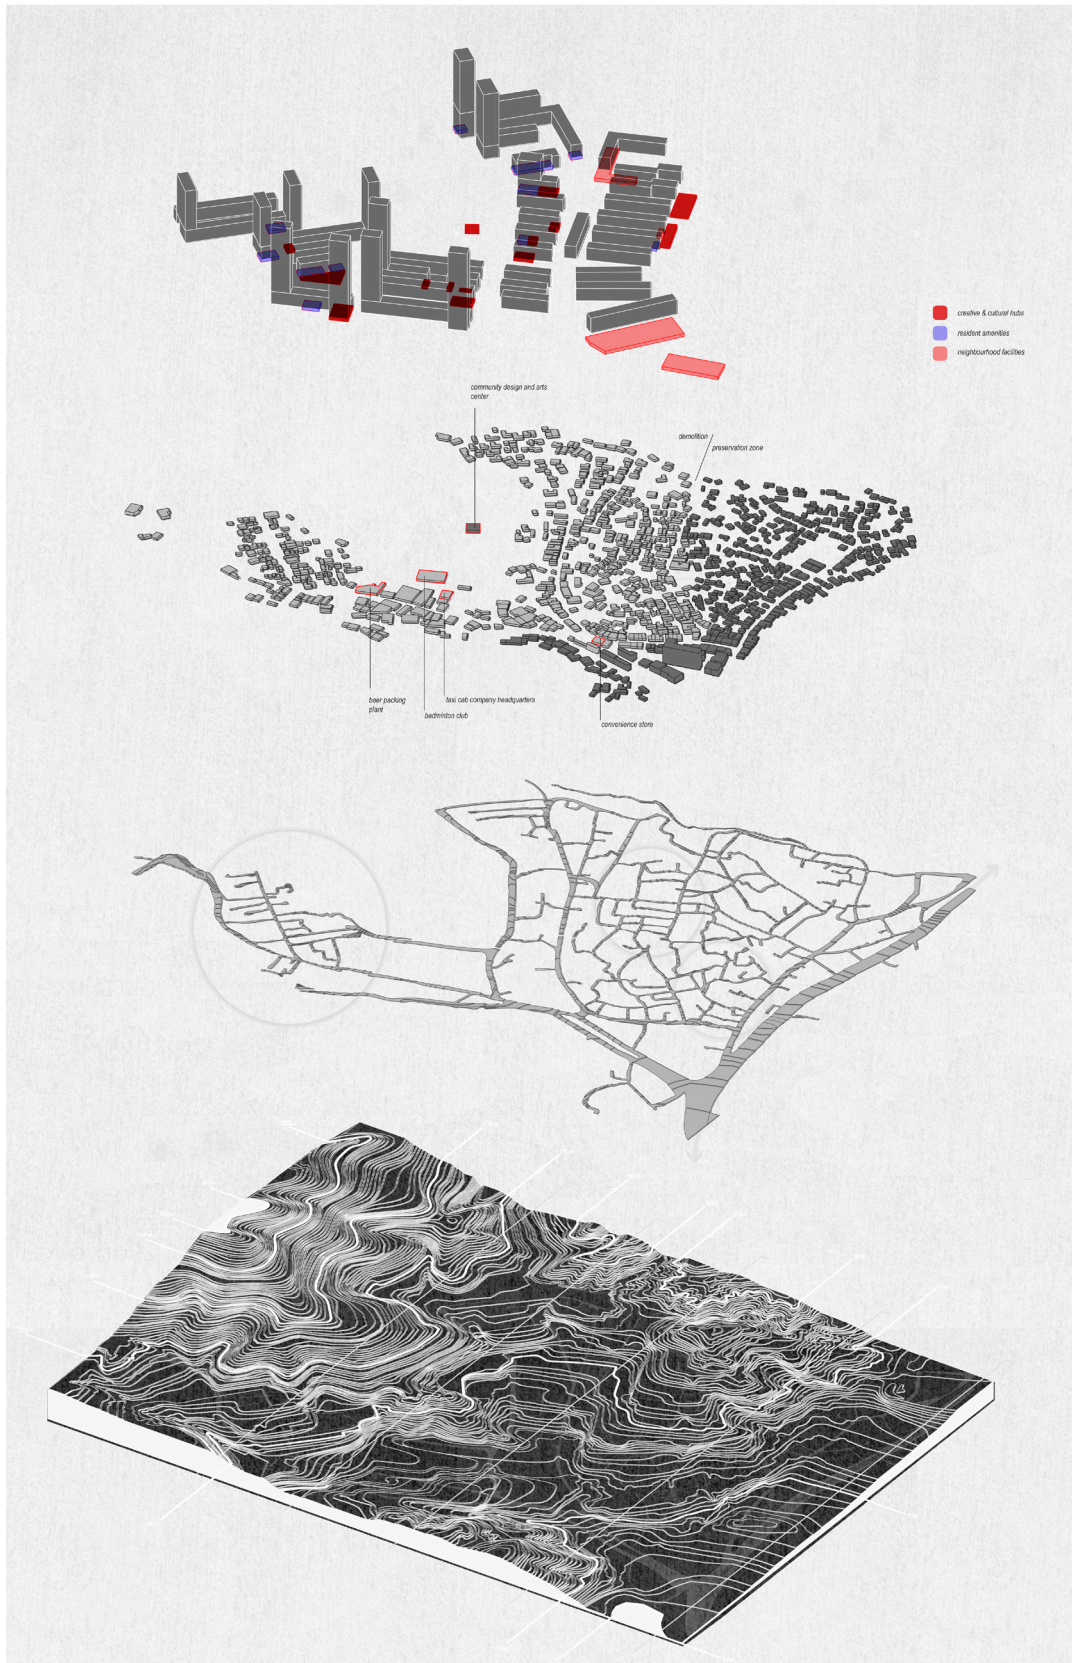 creative & cultural hubs
resident amenities
neighbourhood facilities
community design and arts
center
demolition
preservation zone
beer packing
plant
taxi cab company headquarters
badminton club
convenience store